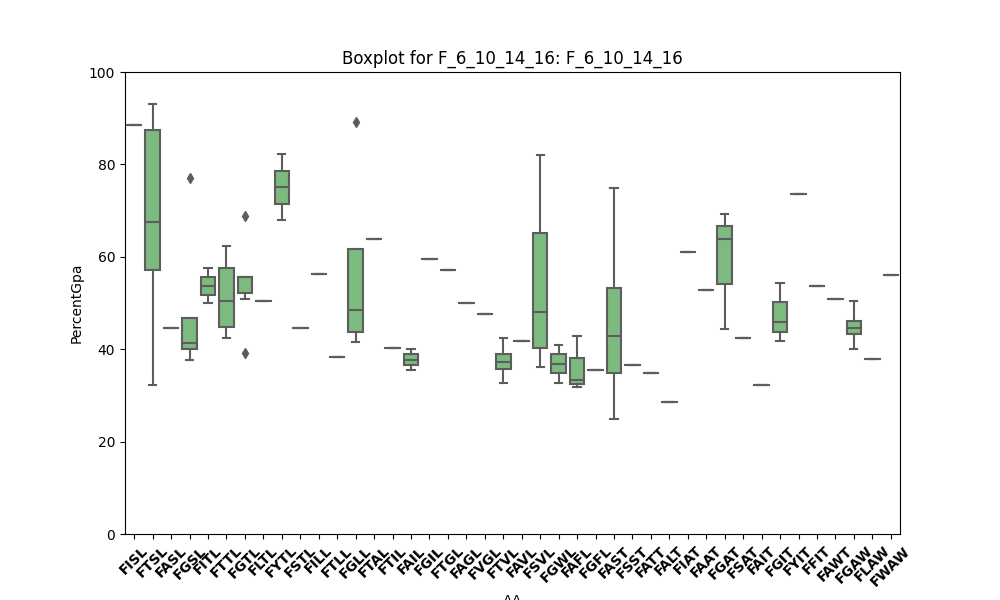 Boxplot for F_6_10_14_16: F_6_10_14_16
100
80
60
40
20
0
PercentGpa
FISL
FTSL
FASL
FGSL
FITL
FTTL
FGTL
FLTL
FYTL
FSTL
FILL
FTLL
FGLL
FTAL
FTIL
FAIL
FGIL
FTGL
FAGL
FVGL
FTVL
FAVL
FSVL
FGWL
FAFL
FGFL
FAST
FSST
FATT
FALT
FIAT
FAAT
FGAT
FSAT
FAIT
FGIT
FYIT
FFIT
FAWT
FGAW
FLAW
FWAW